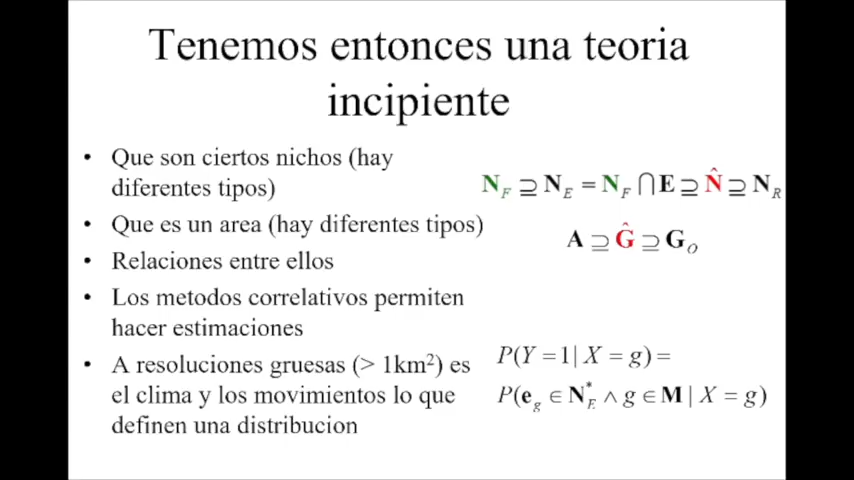 Tenemos entonces una teoria
incipiente
• Que son ciertos nichos (hay
diferentes tipos)
• Que es un area (hay diferentes tipos)
• Relaciones entre ellos
• Los metodos correlativos permiten
hacer estimaciones
• A resoluciones gruesas (> 1km²) es
el clima y los movimientos lo que
definen una distribucion
N_F ⊇ N_E = N_F ⋂ E ⊇ N̂ ⊇ N_R
A ⊇ Ĝ ⊇ G_O
P(Y = 1 | X = g) =
P(e_g ∈ N_E^* ∧ g ∈ M | X = g)